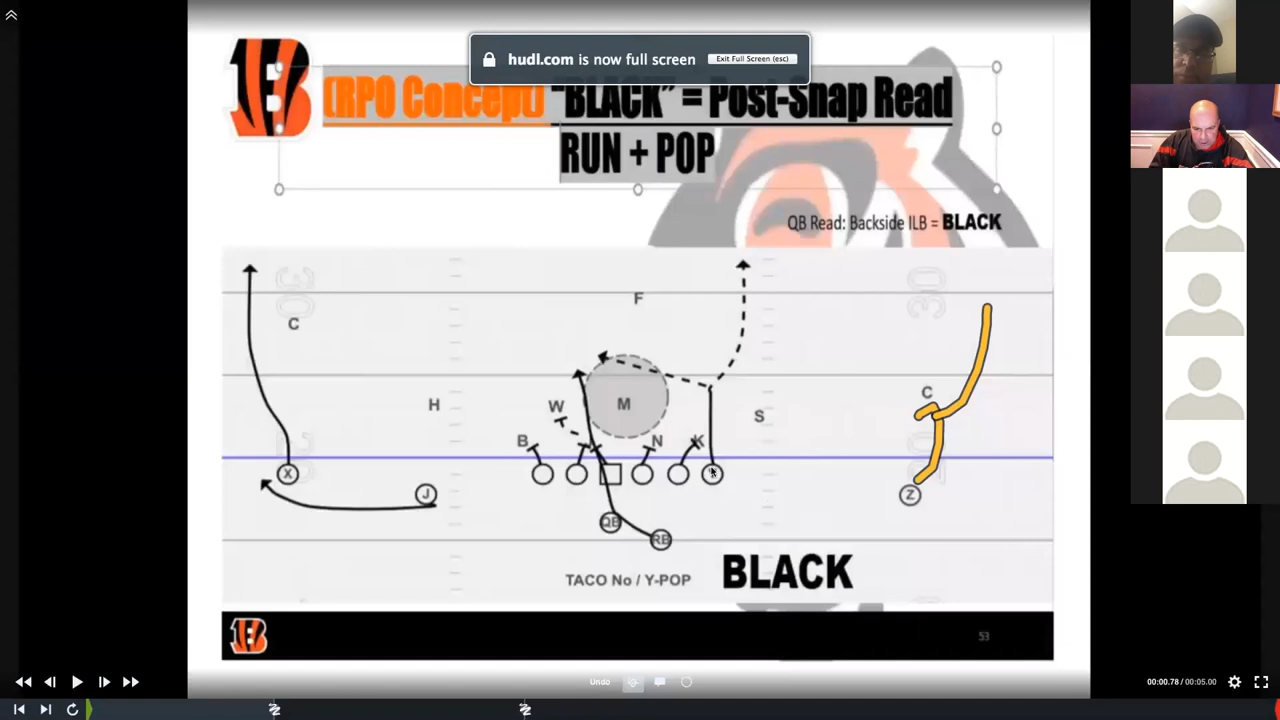 hudl.com is now full screen Exit Full Screen (esc)
(RPO Concept) "BLACK" = Post-Snap Read
RUN + POP
QB Read: Backside ILB = BLACK
F
C
C
H
W
M
S
B
N
K
X
J
Z
QB
RB
BLACK
TACO No / Y-POP
53
Undo
00:00.78 / 00:05.00